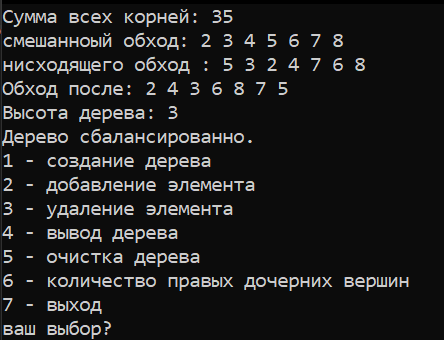 Сумма всех корней: 35
смешанноый обход: 2 3 4 5 6 7 8
нисходящего обход : 5 3 2 4 7 6 8
Обход после: 2 4 3 6 8 7 5
Высота дерева: 3
Дерево сбалансированно.
1 - создание дерева
2 - добавление элемента
3 - удаление элемента
4 - вывод дерева
5 - очистка дерева
6 - количество правых дочерних вершин
7 - выход
ваш выбор?